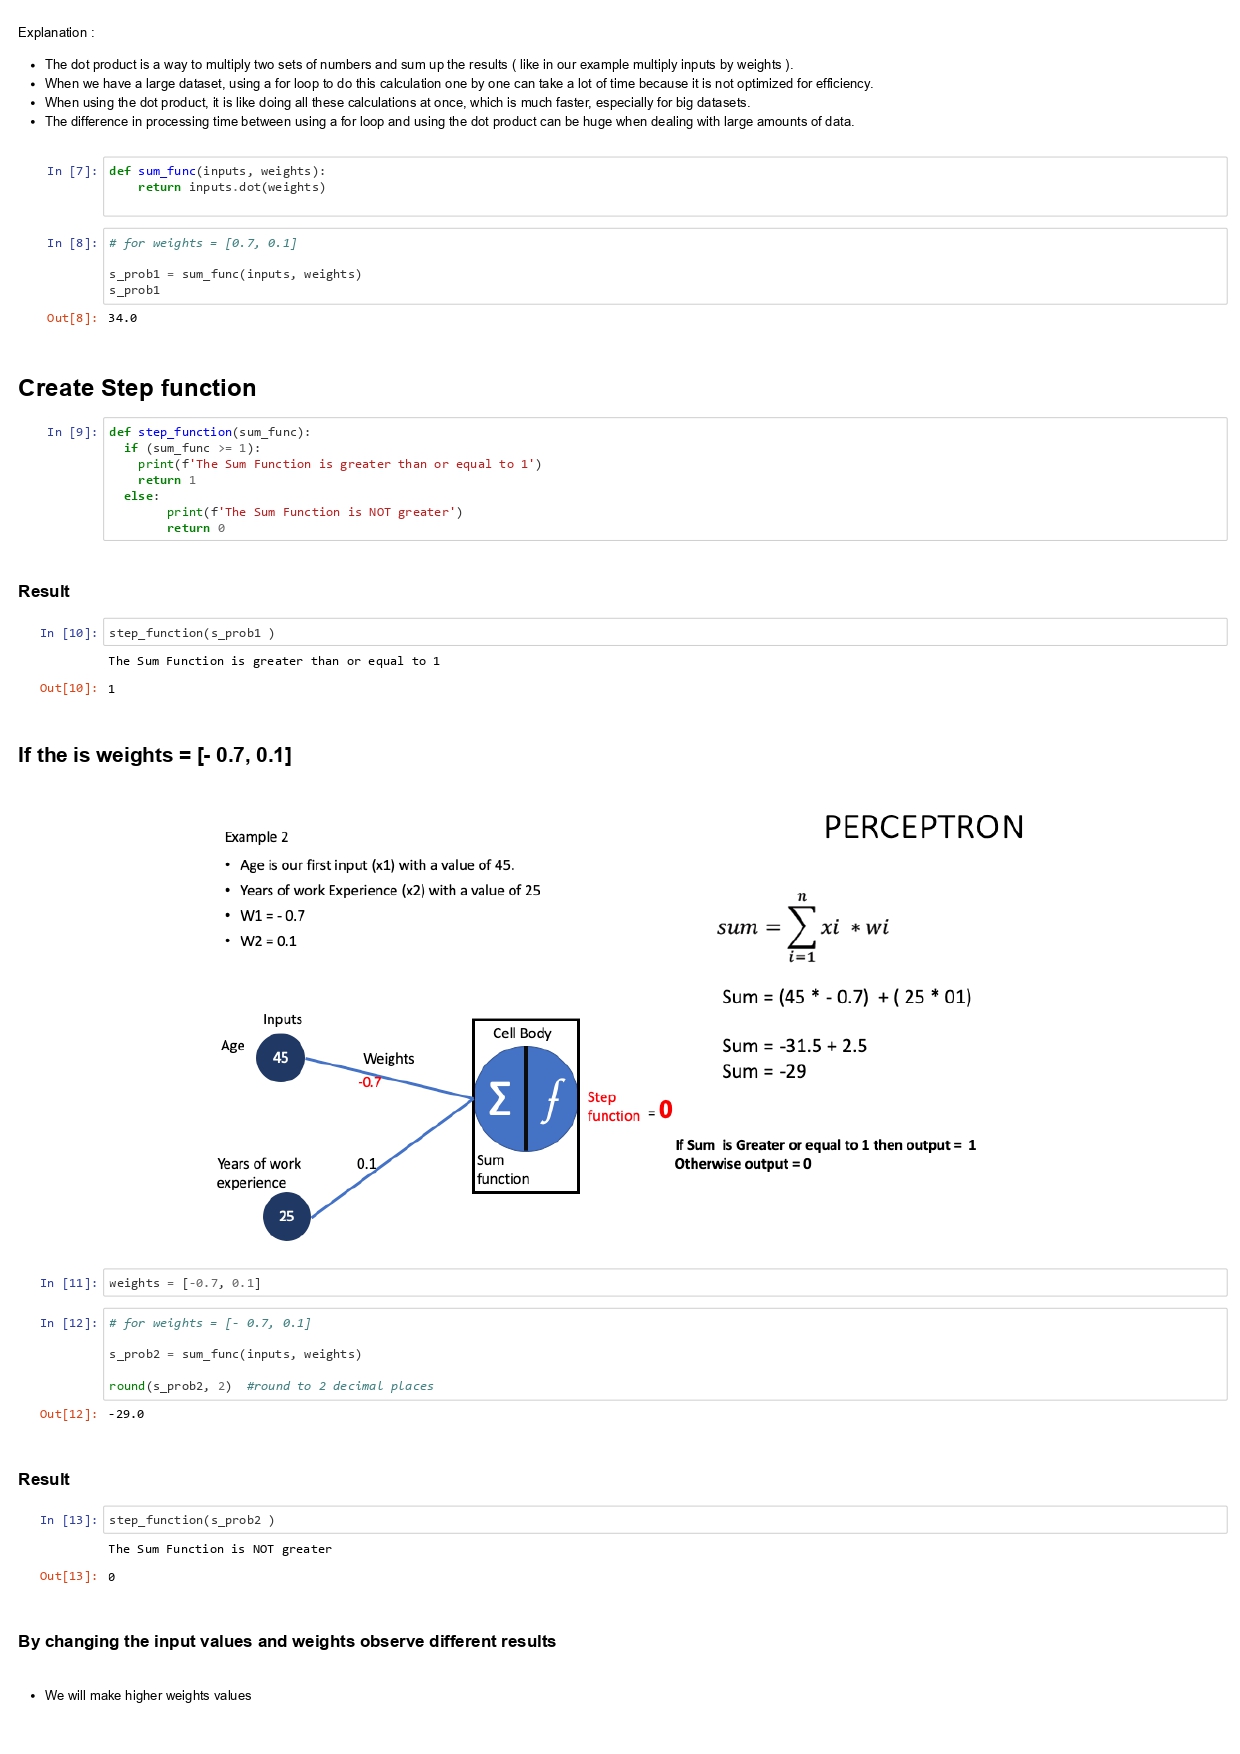 Explanation :
• The dot product is a way to multiply two sets of numbers and sum up the results ( like in our example multiply inputs by weights ).
• When we have a large dataset, using a for loop to do this calculation one by one can take a lot of time because it is not optimized for efficiency.
• When using the dot product, it is like doing all these calculations at once, which is much faster, especially for big datasets.
• The difference in processing time between using a for loop and using the dot product can be huge when dealing with large amounts of data.
In [7]: def sum_func(inputs, weights):
    return inputs.dot(weights)
In [8]: # for weights = [0.7, 0.1]
s_prob1 = sum_func(inputs, weights)
s_prob1
Out[8]: 34.0
Create Step function
In [9]: def step_function(sum_func):
  if (sum_func >= 1):
    print(f'The Sum Function is greater than or equal to 1')
    return 1
  else:
        print(f'The Sum Function is NOT greater')
        return 0
Result
In [10]: step_function(s_prob1 )
The Sum Function is greater than or equal to 1
Out[10]: 1
If the is weights = [- 0.7, 0.1]
PERCEPTRON
Example 2
• Age is our first input (x1) with a value of 45.
• Years of work Experience (x2) with a value of 25
• W1 = - 0.7
• W2 = 0.1
n
sum = ∑ xi * wi
i=1
Sum = (45 * - 0.7) + ( 25 * 01)
Sum = -31.5 + 2.5
Sum = -29
Inputs
Age
45
Weights
-0.7
Cell Body
Σ f
Step
function = 0
If Sum is Greater or equal to 1 then output = 1
Otherwise output = 0
Years of work
experience
0.1
Sum
function
25
In [11]: weights = [-0.7, 0.1]
In [12]: # for weights = [- 0.7, 0.1]
s_prob2 = sum_func(inputs, weights)
round(s_prob2, 2)  #round to 2 decimal places
Out[12]: -29.0
Result
In [13]: step_function(s_prob2 )
The Sum Function is NOT greater
Out[13]: 0
By changing the input values and weights observe different results
• We will make higher weights values